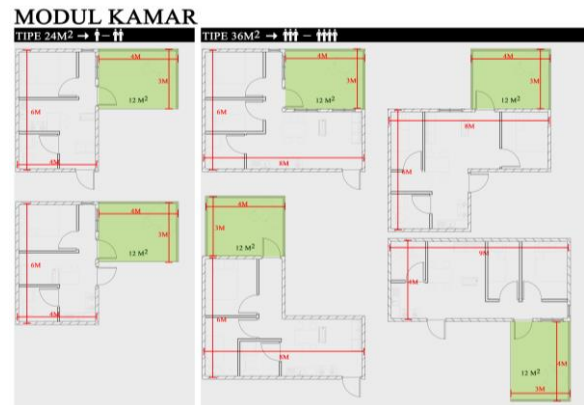 MODUL KAMAR
TIPE 24M² → –
TIPE 36M² → –
4M
3M
12 M²
6M
4M
4M
3M
12 M²
6M
4M
4M
3M
12 M²
6M
8M
4M
3M
12 M²
8M
6M
4M
3M
12 M²
6M
8M
9M
4M
12 M²
4M
3M